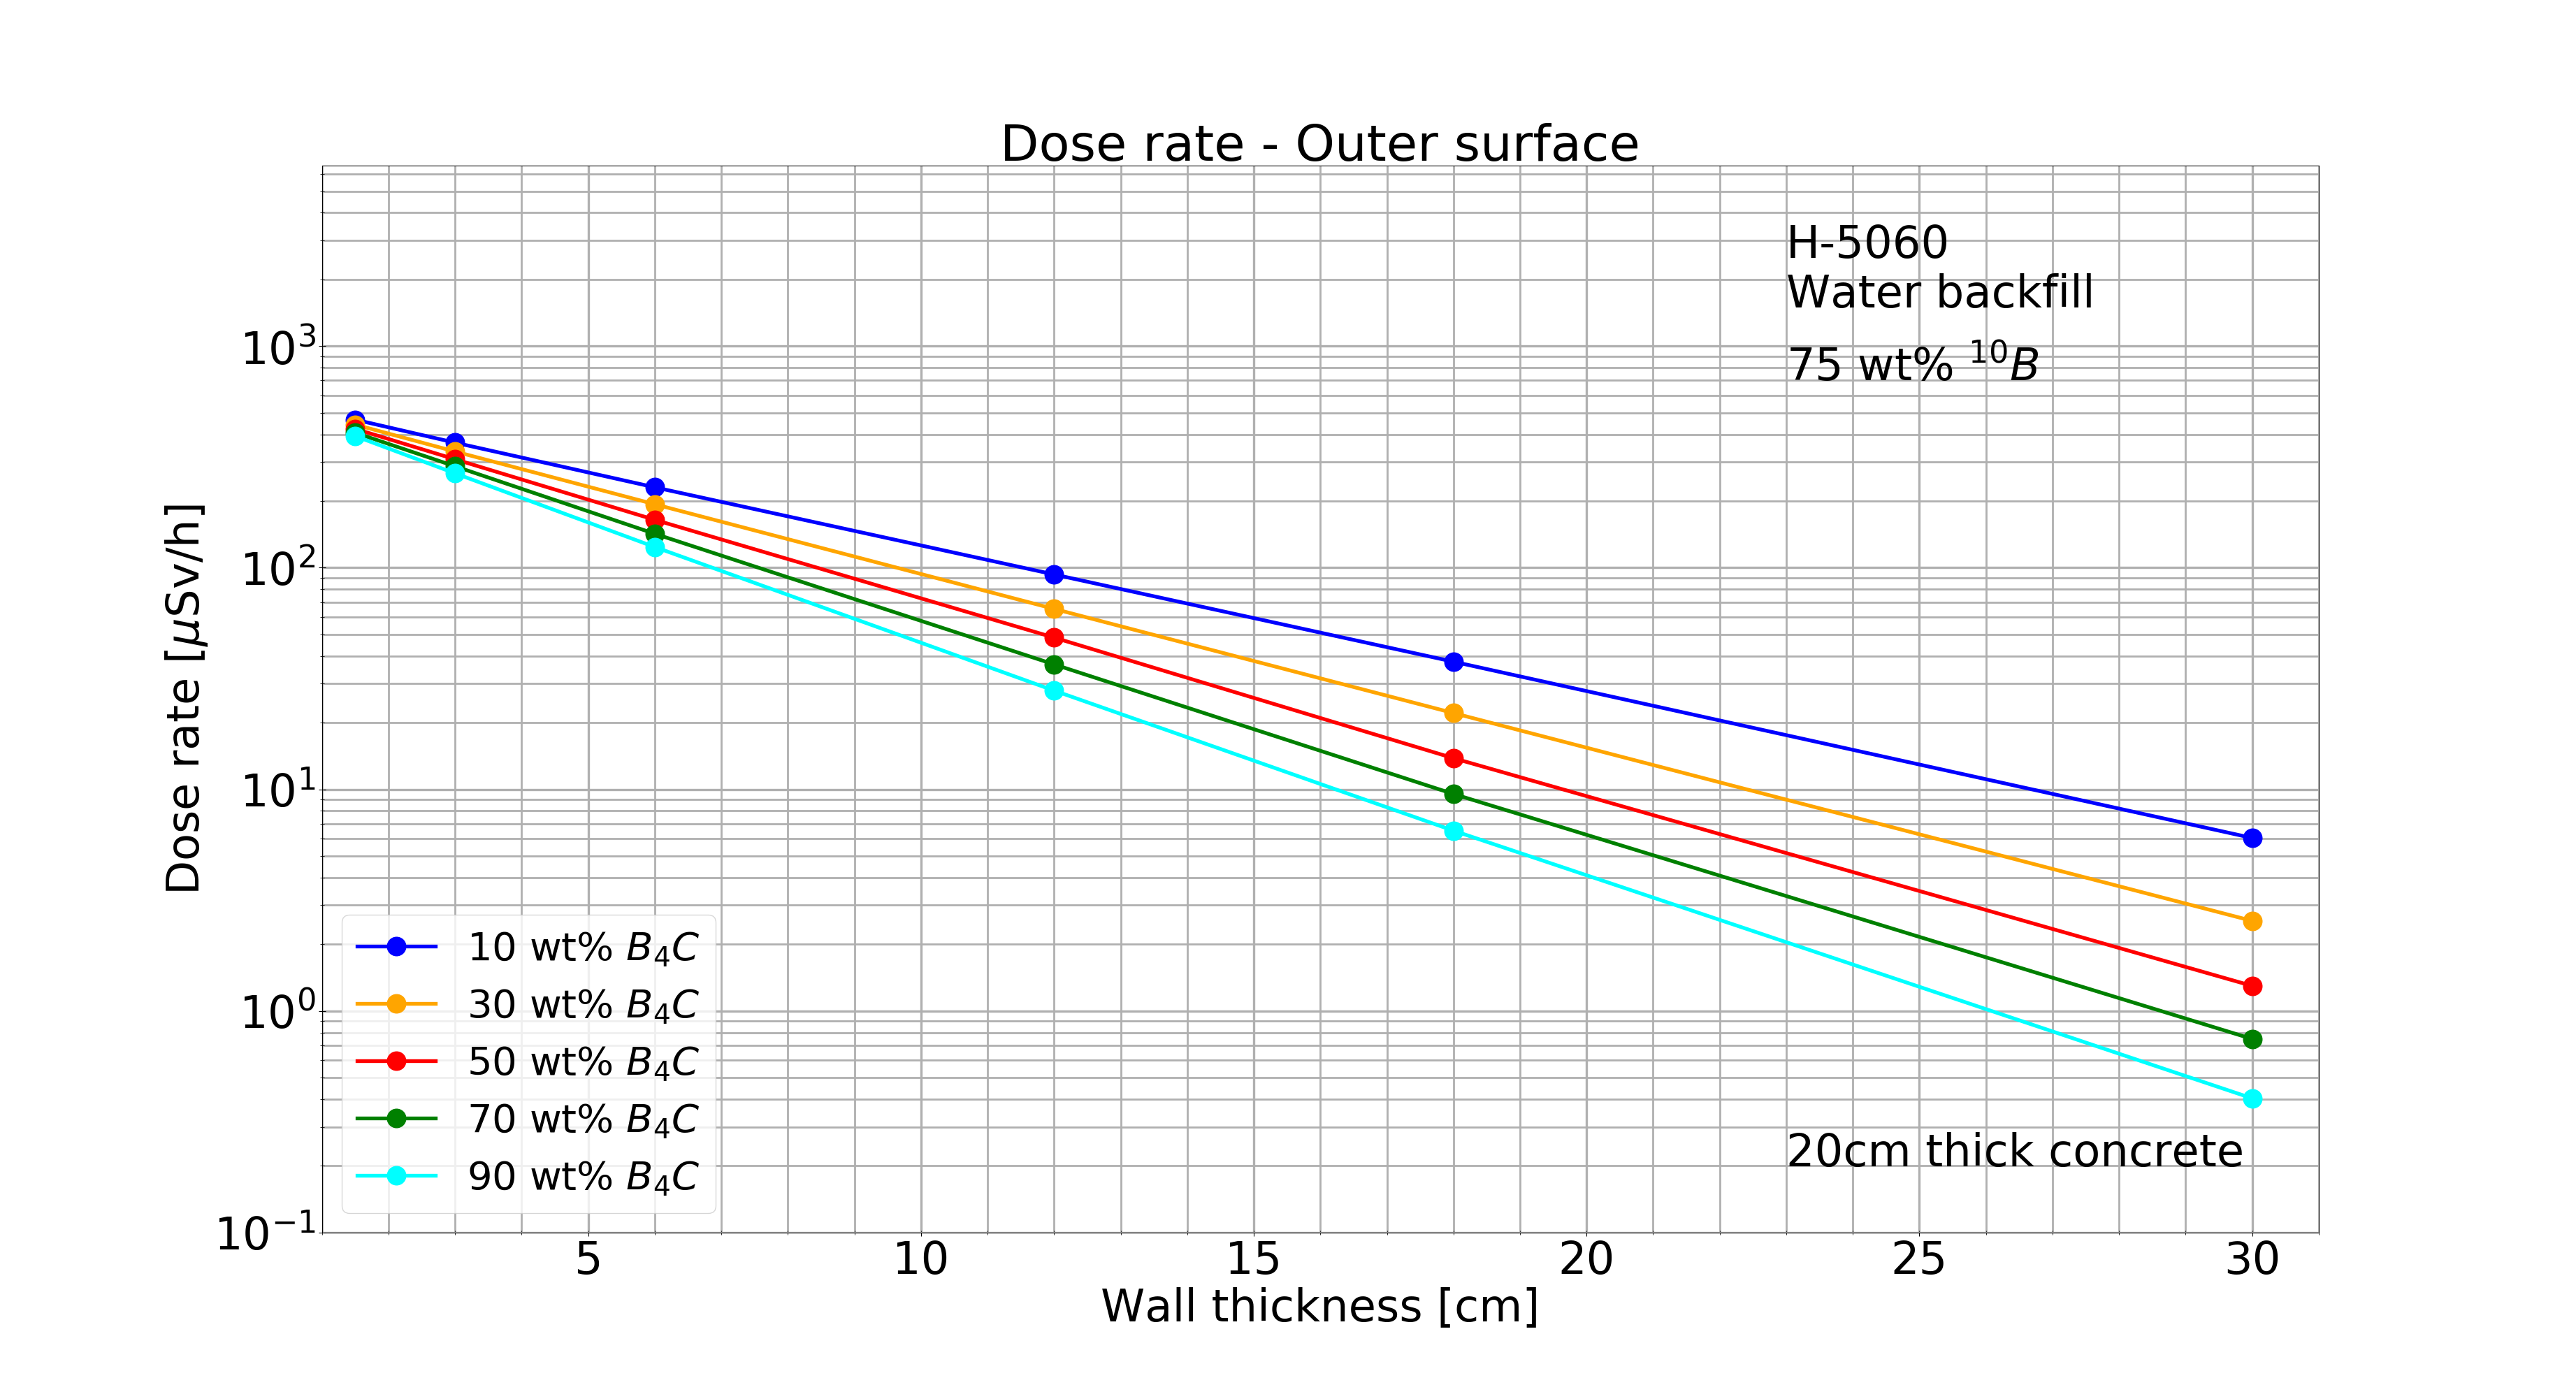 Dose rate - Outer surface
H-5060
Water backfill
75 wt% ¹⁰B
10³
10²
10¹
10⁰
10⁻¹
Dose rate [μSv/h]
10 wt% B₄C
30 wt% B₄C
50 wt% B₄C
70 wt% B₄C
90 wt% B₄C
20cm thick concrete
5 10 15 20 25 30
Wall thickness [cm]